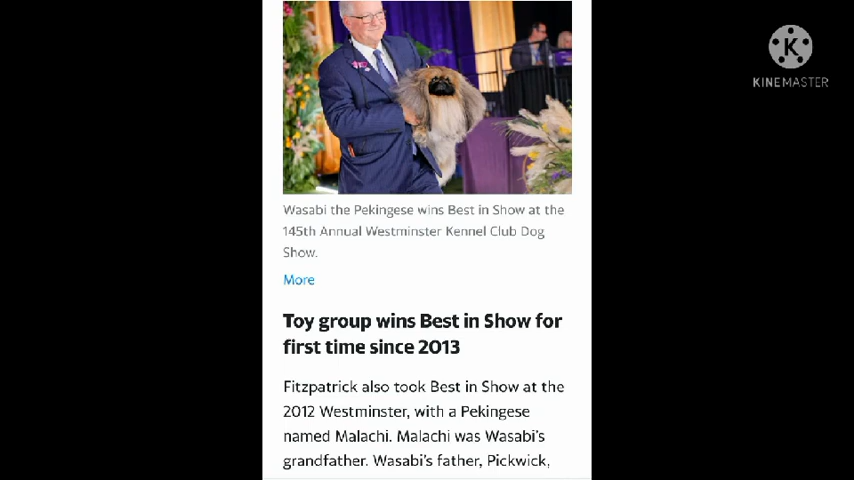 KINEMASTER
Wasabi the Pekingese wins Best in Show at the
145th Annual Westminster Kennel Club Dog
Show.
More
Toy group wins Best in Show for
first time since 2013
Fitzpatrick also took Best in Show at the
2012 Westminster, with a Pekingese
named Malachi. Malachi was Wasabi's
grandfather. Wasabi's father, Pickwick,